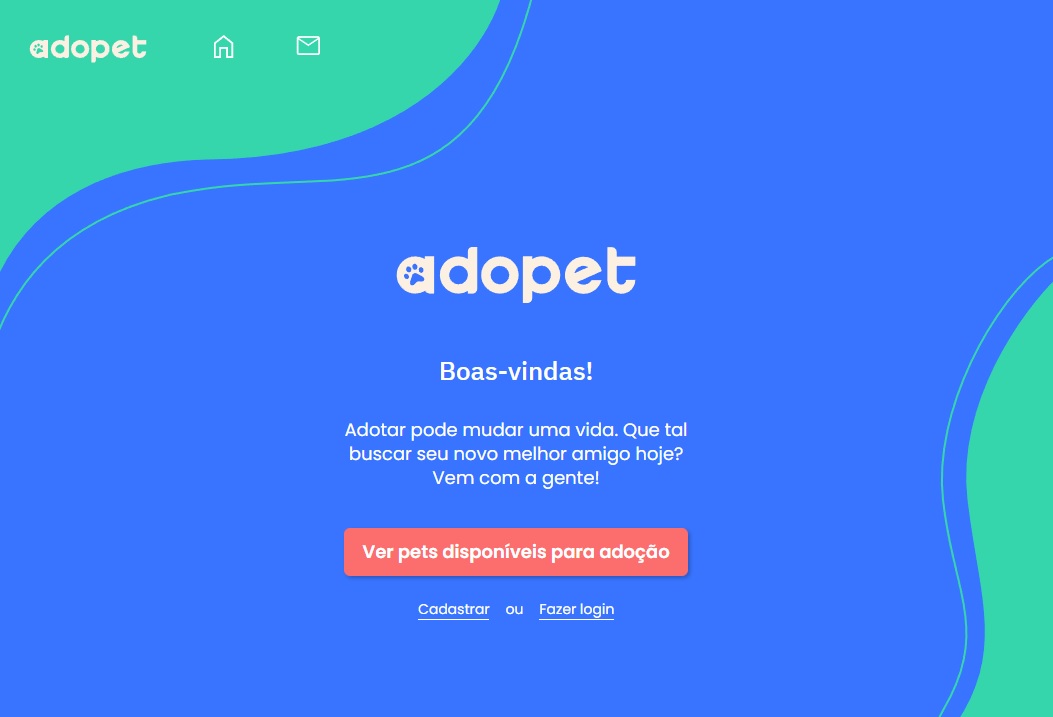 adopet
adopet
Boas-vindas!
Adotar pode mudar uma vida. Que tal
buscar seu novo melhor amigo hoje?
Vem com a gente!
Ver pets disponíveis para adoção
Cadastrar ou Fazer login